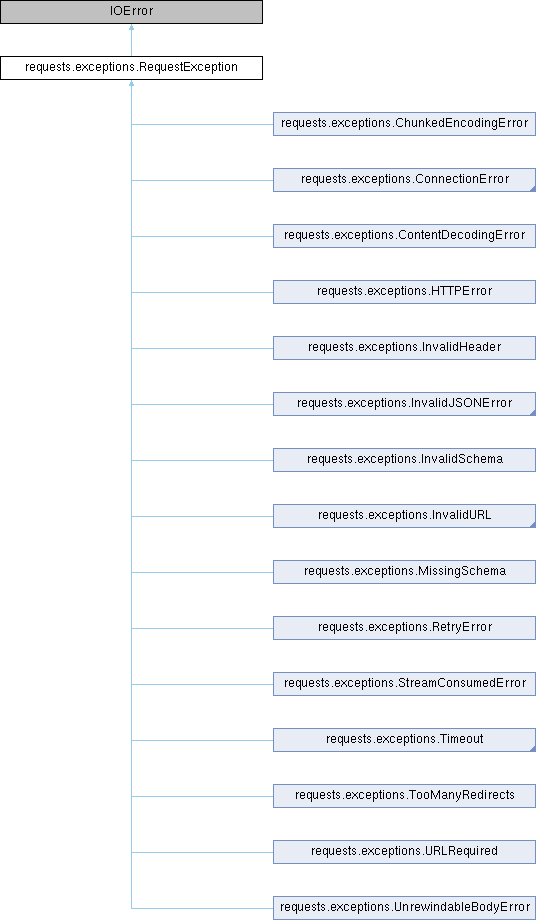 IOError
requests.exceptions.RequestException
requests.exceptions.ChunkedEncodingError
requests.exceptions.ConnectionError
requests.exceptions.ContentDecodingError
requests.exceptions.HTTPError
requests.exceptions.InvalidHeader
requests.exceptions.InvalidJSONError
requests.exceptions.InvalidSchema
requests.exceptions.InvalidURL
requests.exceptions.MissingSchema
requests.exceptions.RetryError
requests.exceptions.StreamConsumedError
requests.exceptions.Timeout
requests.exceptions.TooManyRedirects
requests.exceptions.URLRequired
requests.exceptions.UnrewindableBodyError